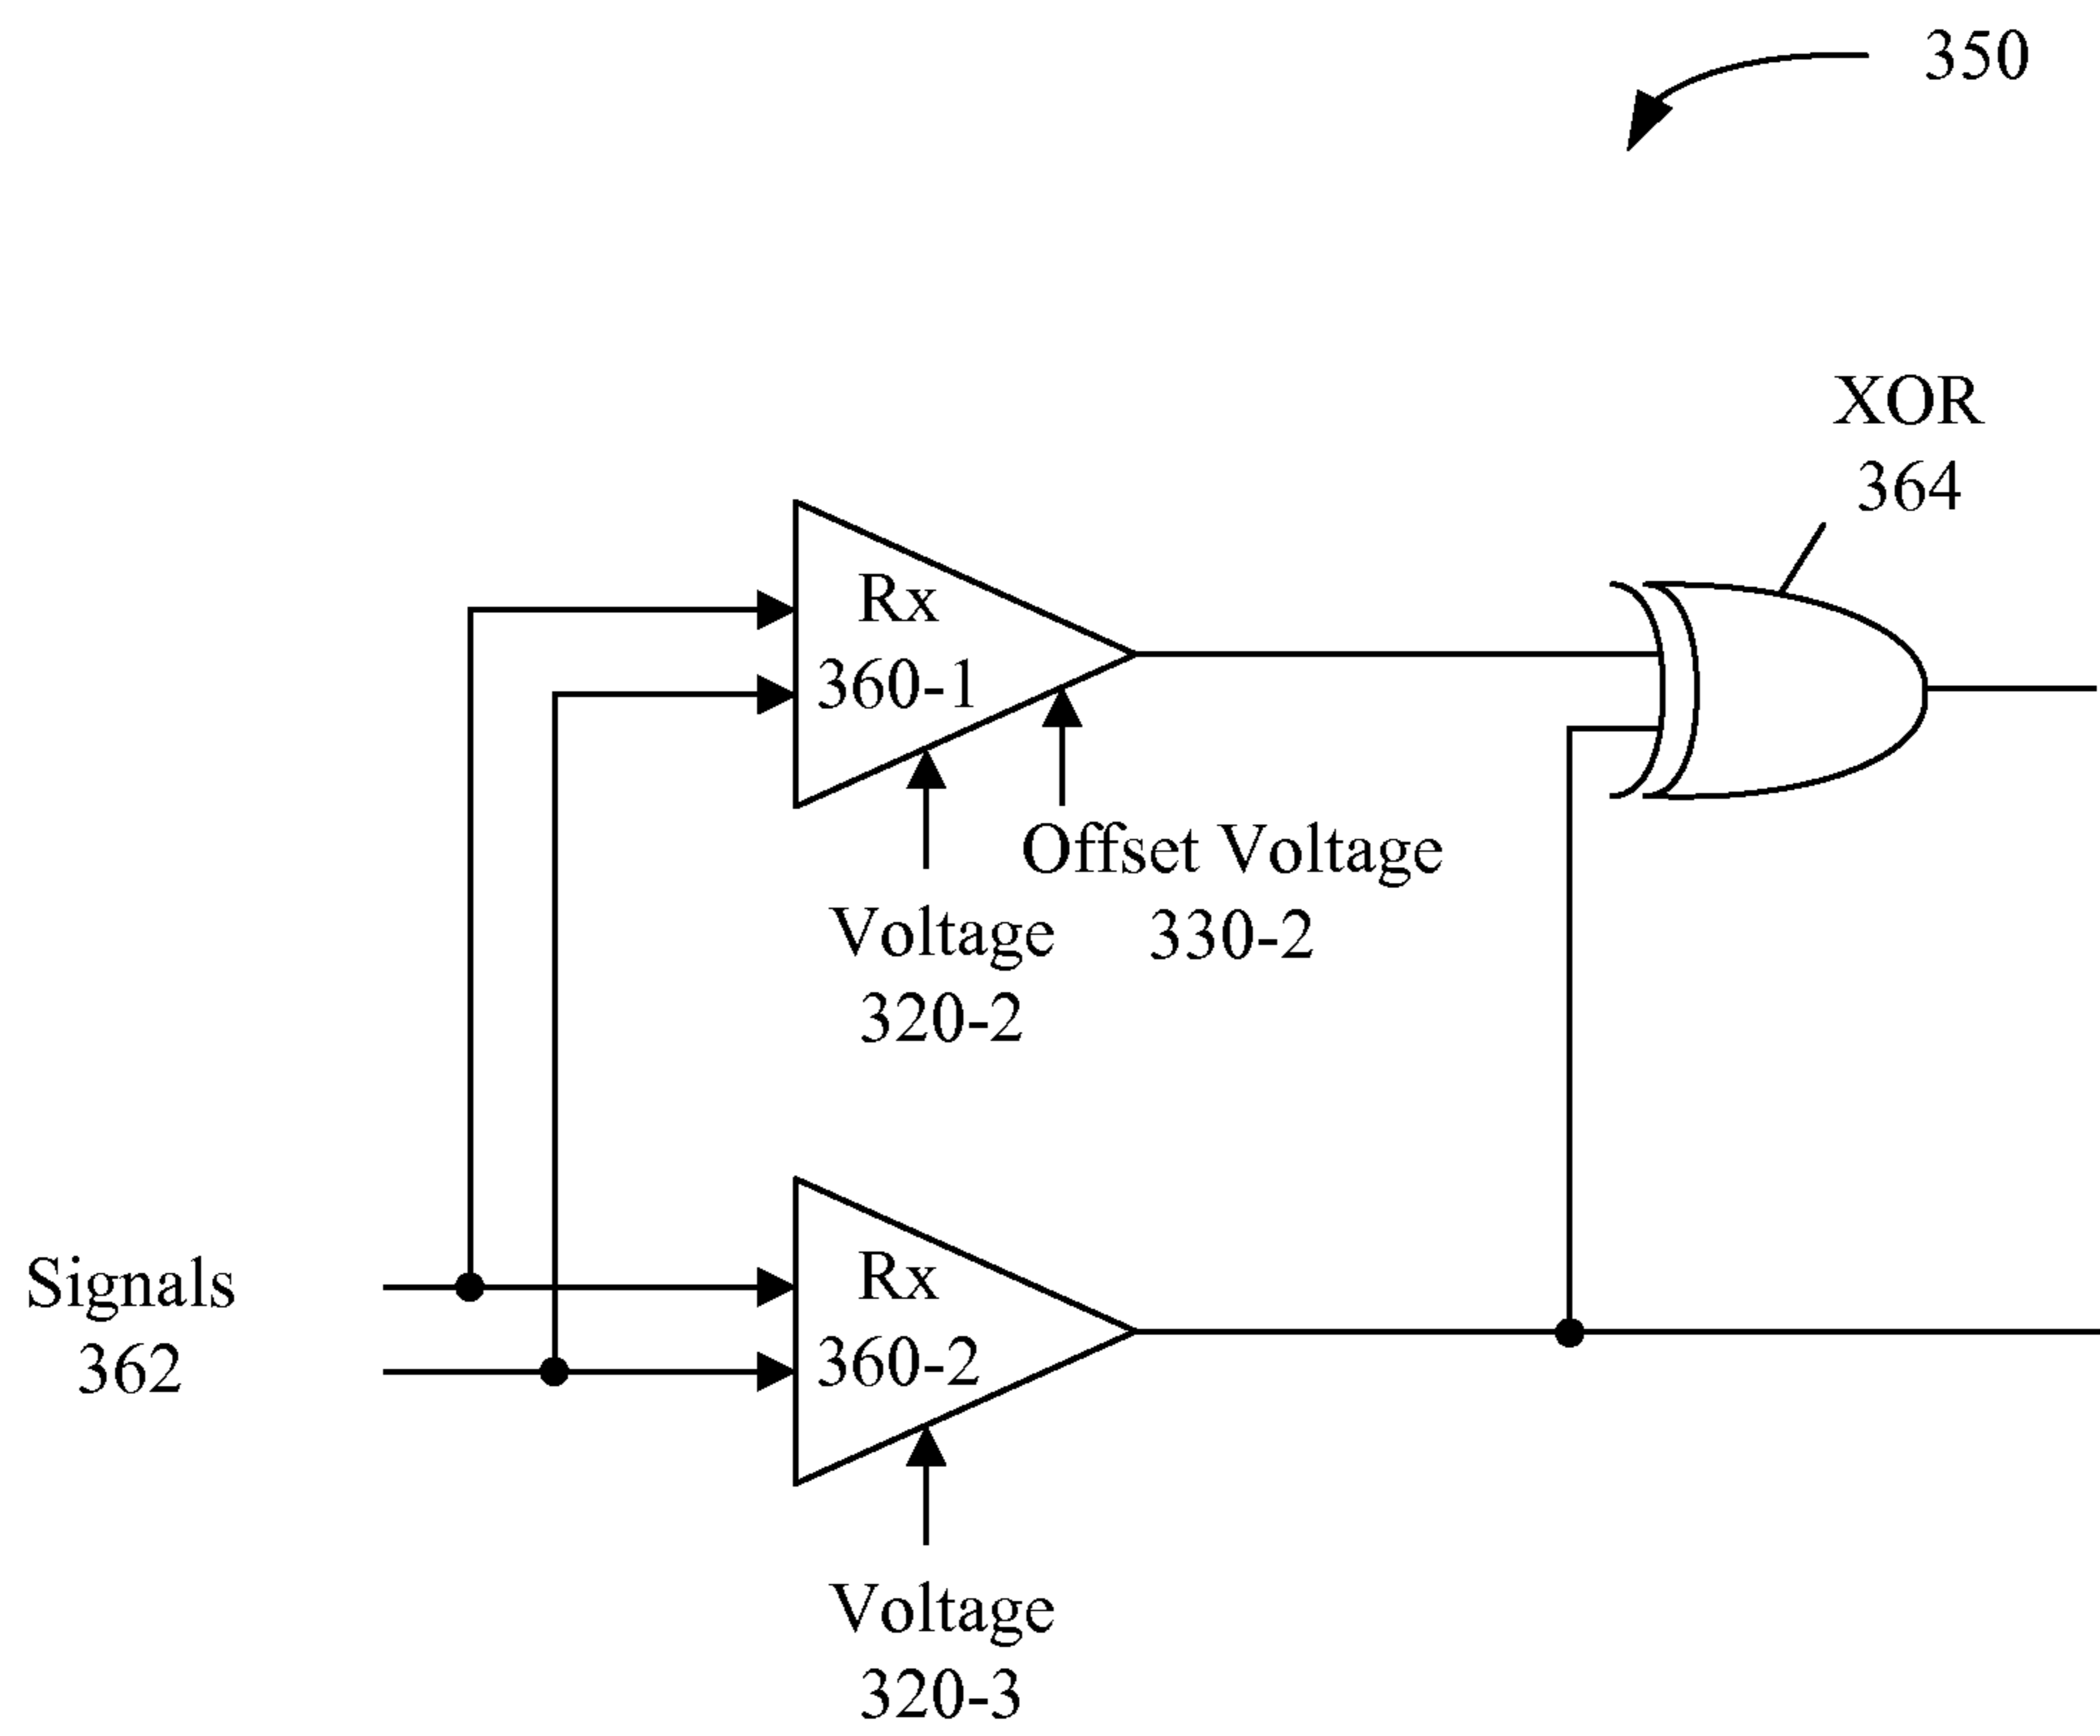 350
XOR
364
Rx
360-1
Offset Voltage
330-2
Voltage
320-2
Signals
362
Rx
360-2
Voltage
320-3